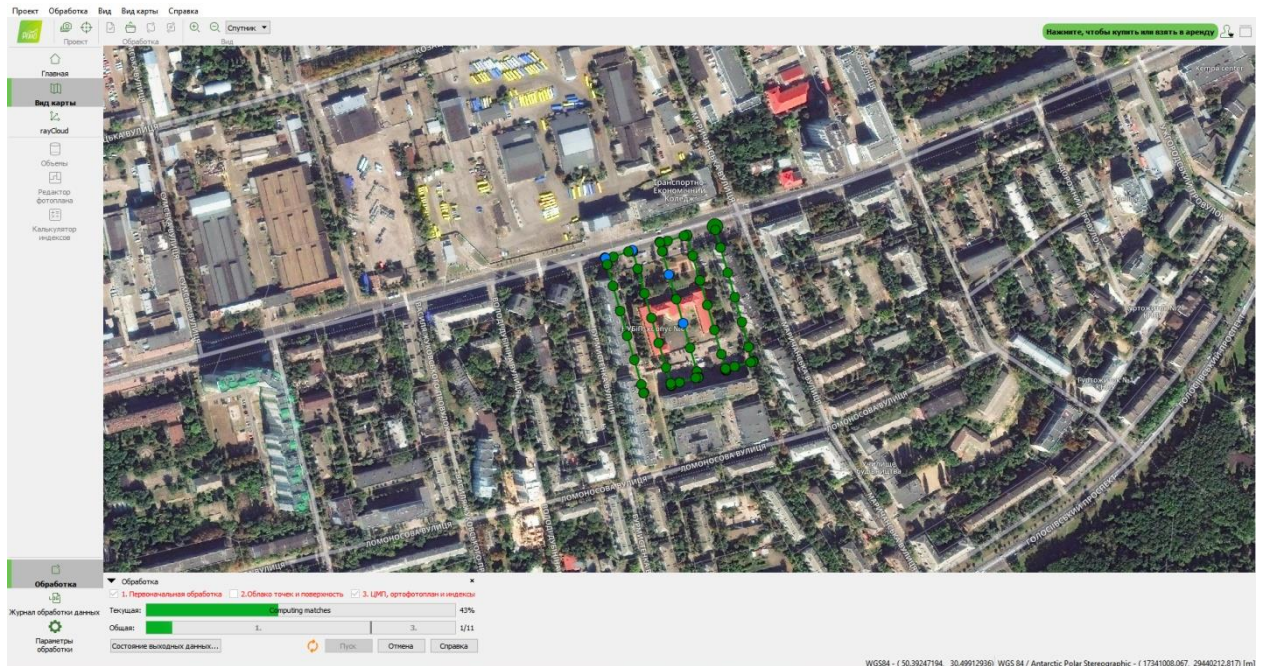 Проект Обработка Вид Вид карты Справка
Спутник
Проект Обработка Вид
Нажмите, чтобы купить или взять в аренду
Главная
Вид карты
rayCloud
Объемы
Редактор
фотоплана
Калькулятор
индексов
Транспортно-
Економічний
Коледж
ЛОМОНОСОВА ВУЛИЦЯ
ЛОМОНОСОВА ВУЛИЦЯ
ЛОМОНОСОВА ВУЛИЦЯ
ГОЛОСІЇВСЬКИЙ ПРОСПЕКТ
Обработка
Журнал обработки данных
Параметры
обработки
Обработка
1. Первоначальная обработка 2.Облако точек и поверхность 3. ЦМП, ортофотоплан и индексы
Текущая: Computing matches 43%
Общая: 1. 3. 1/11
Состояние выходных данных... Пуск Отмена Справка
WGS84 - ( 50.39247194, 30.49912936) WGS 84 / Antarctic Polar Stereographic - ( 17341008.067, 29440212.817) [m]